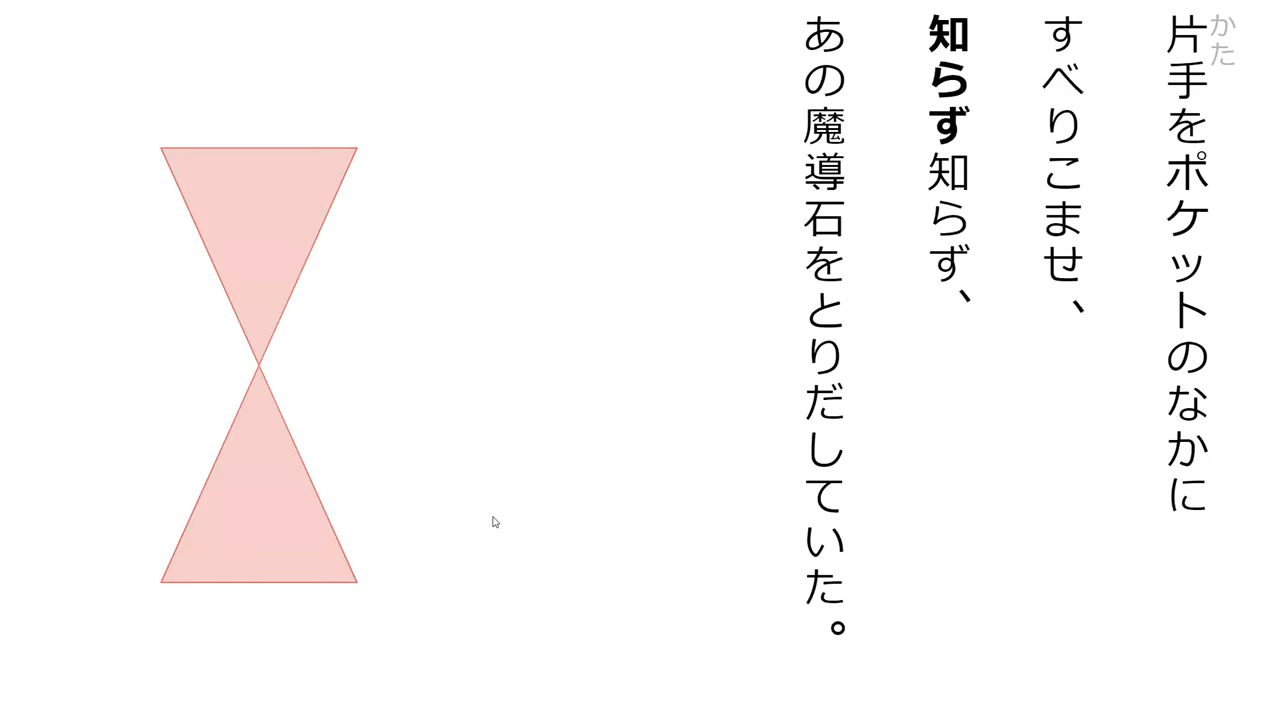 片手をポケットのなかに
かた
すべりこませ、
知らず知らず、
あの魔導石をとりだしていた。